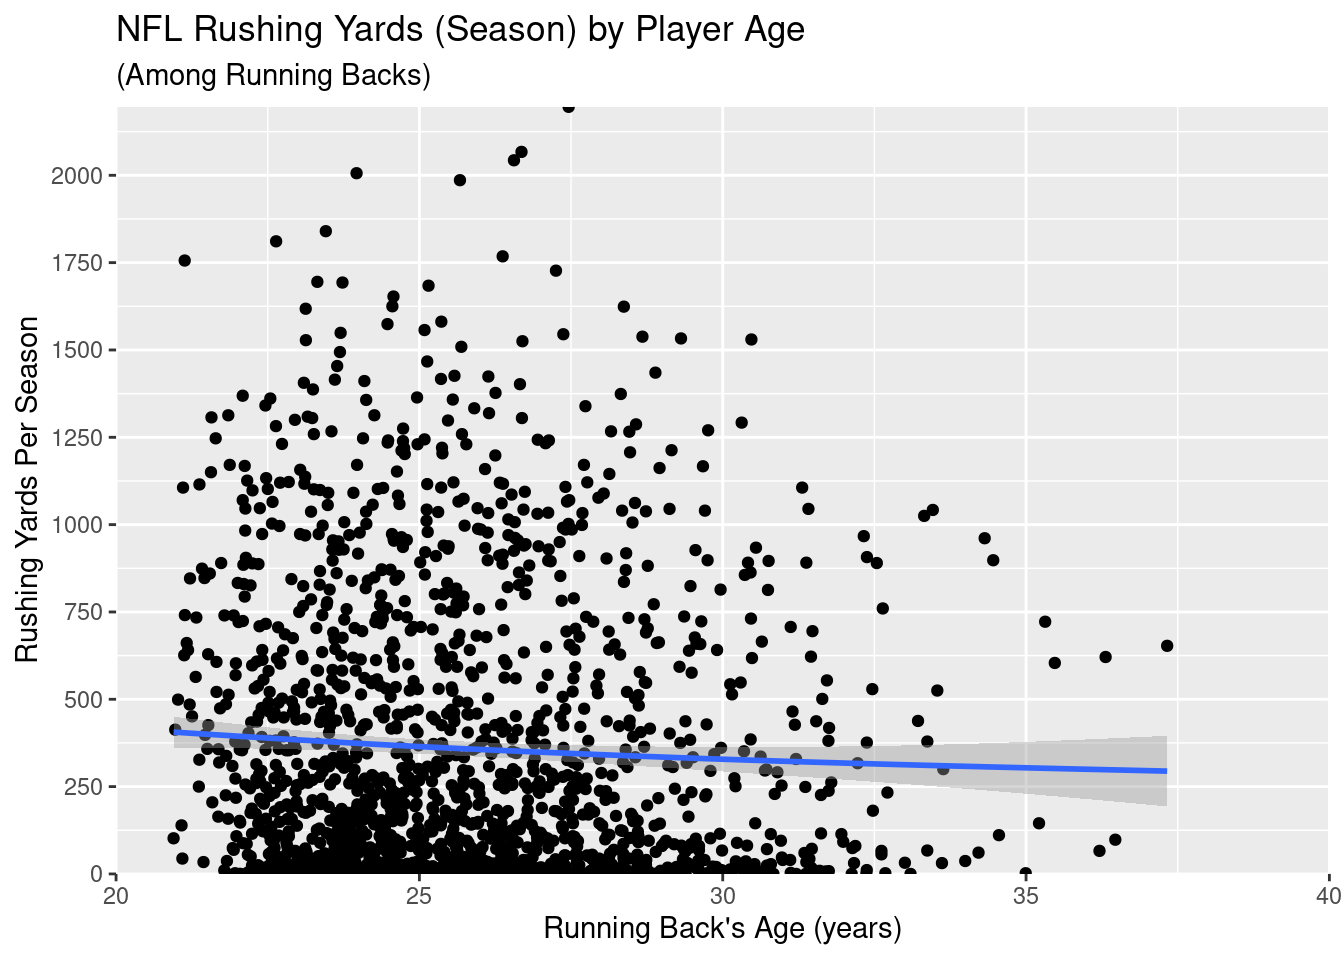 NFL Rushing Yards (Season) by Player Age
(Among Running Backs)
Rushing Yards Per Season
2000
1750
1500
1250
1000
750
500
250
0
20 25 30 35 40
Running Back's Age (years)